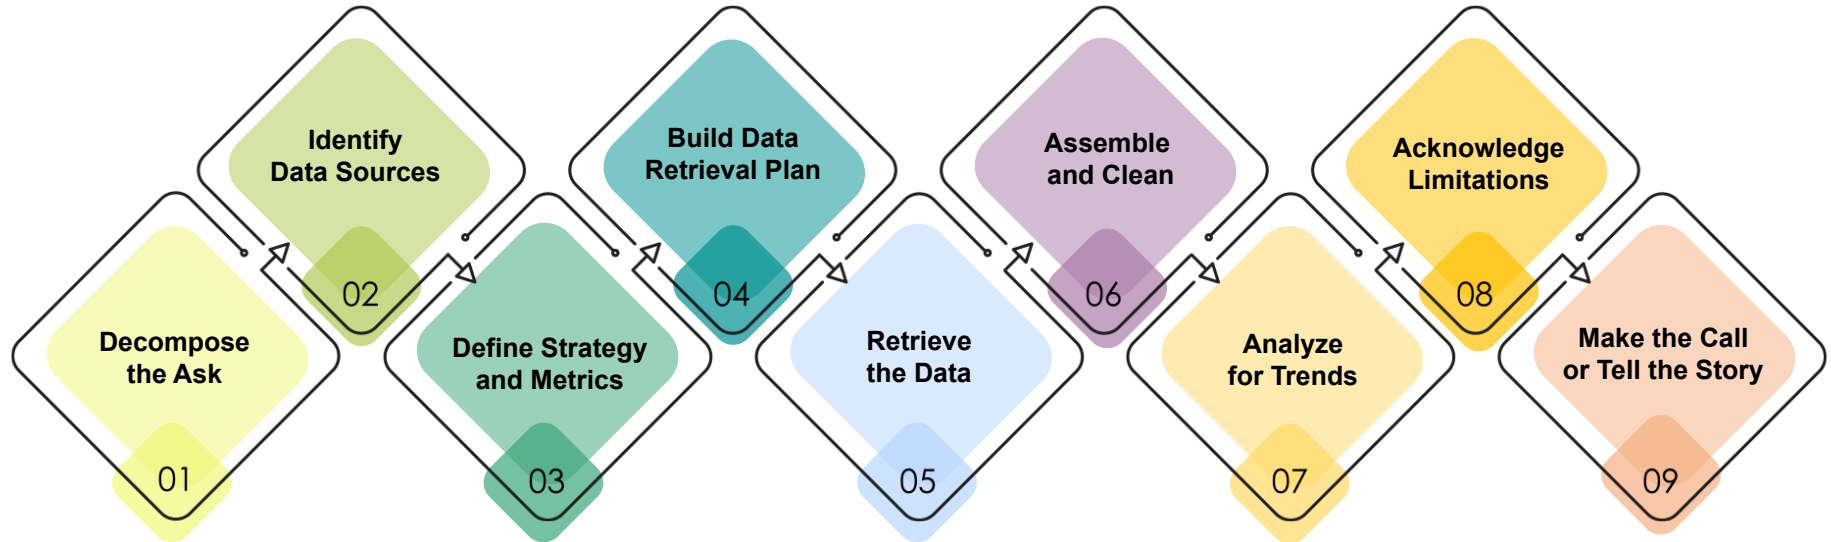 Decompose
the Ask
01
Identify
Data Sources
02
Define Strategy
and Metrics
03
Build Data
Retrieval Plan
04
Retrieve
the Data
05
Assemble
and Clean
06
Analyze
for Trends
07
Acknowledge
Limitations
08
Make the Call
or Tell the Story
09